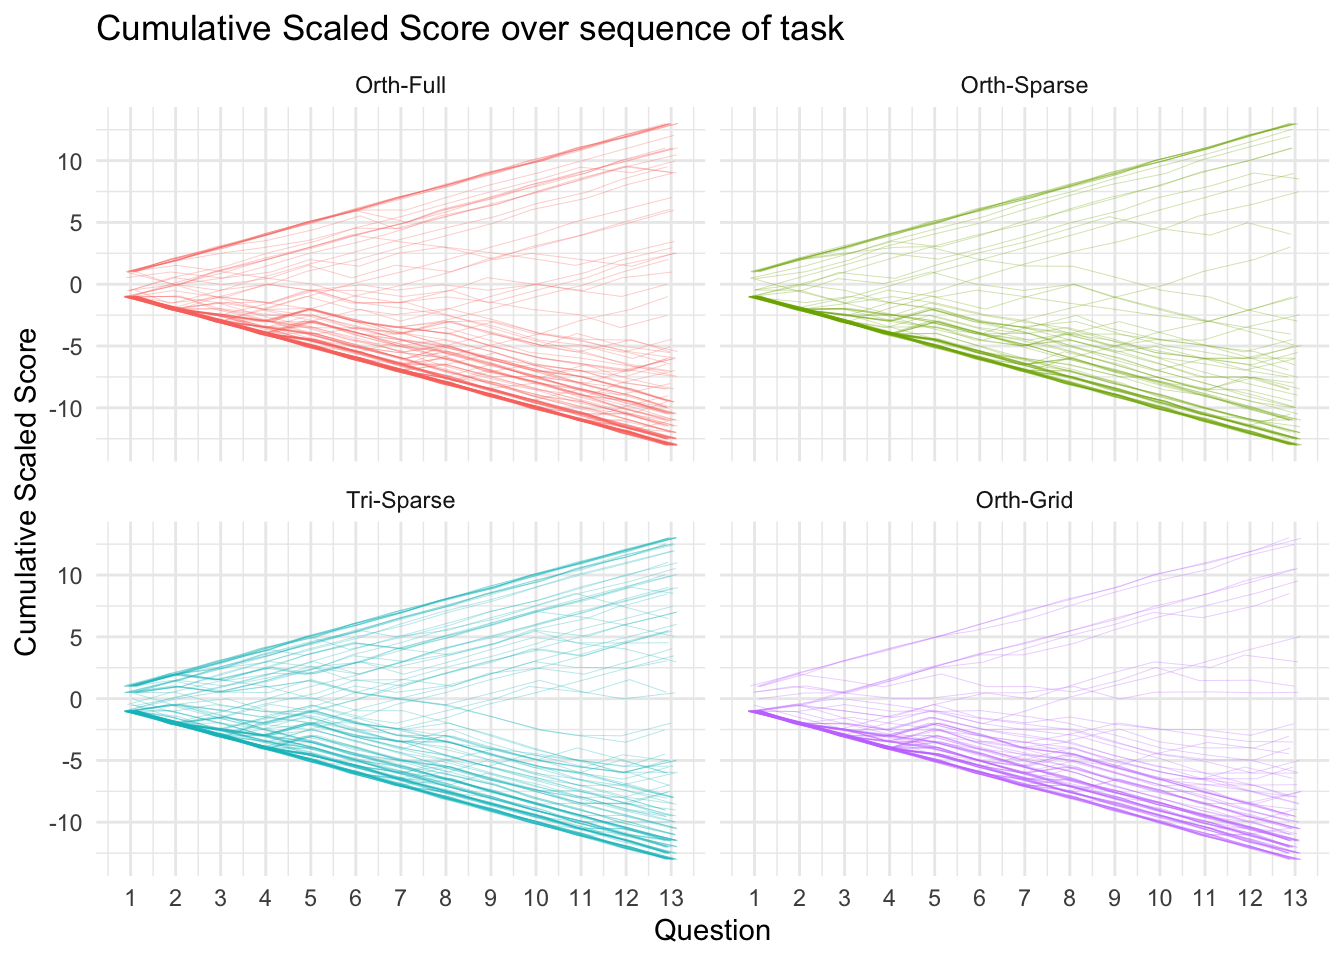 Cumulative Scaled Score over sequence of task
Orth-Full
Orth-Sparse
10
5
0
-5
-10
Tri-Sparse
Orth-Grid
10
5
0
-5
-10
Cumulative Scaled Score
1 2 3 4 5 6 7 8 9 10 11 12 13
1 2 3 4 5 6 7 8 9 10 11 12 13
Question